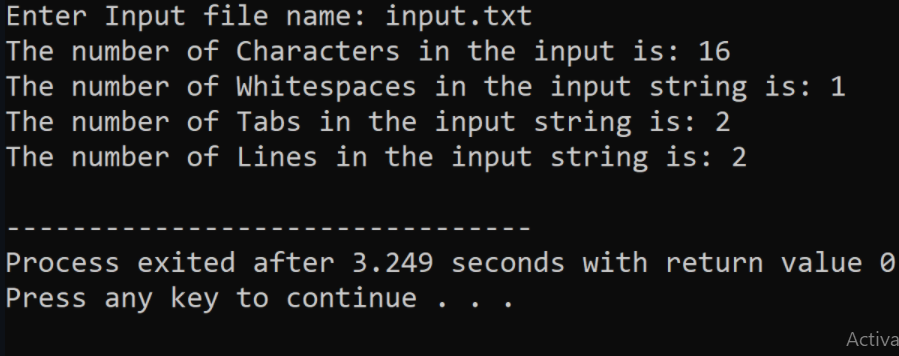 Enter Input file name: input.txt
The number of Characters in the input is: 16
The number of Whitespaces in the input string is: 1
The number of Tabs in the input string is: 2
The number of Lines in the input string is: 2
--------------------------------
Process exited after 3.249 seconds with return value 0
Press any key to continue . . .
Activa